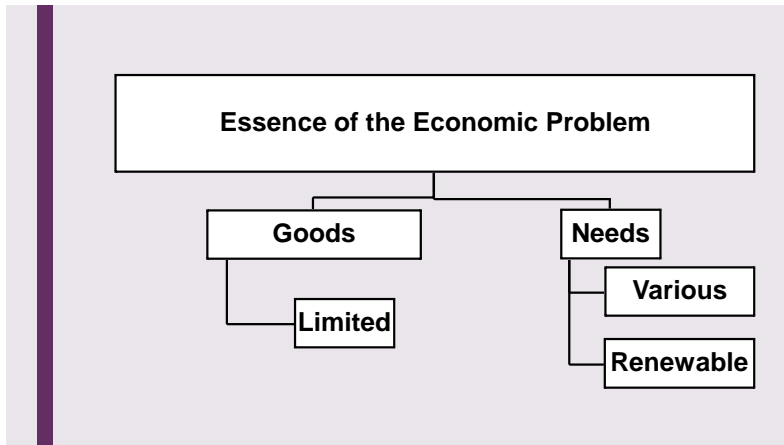 Essence of the Economic Problem
Goods
Needs
Various
Limited
Renewable